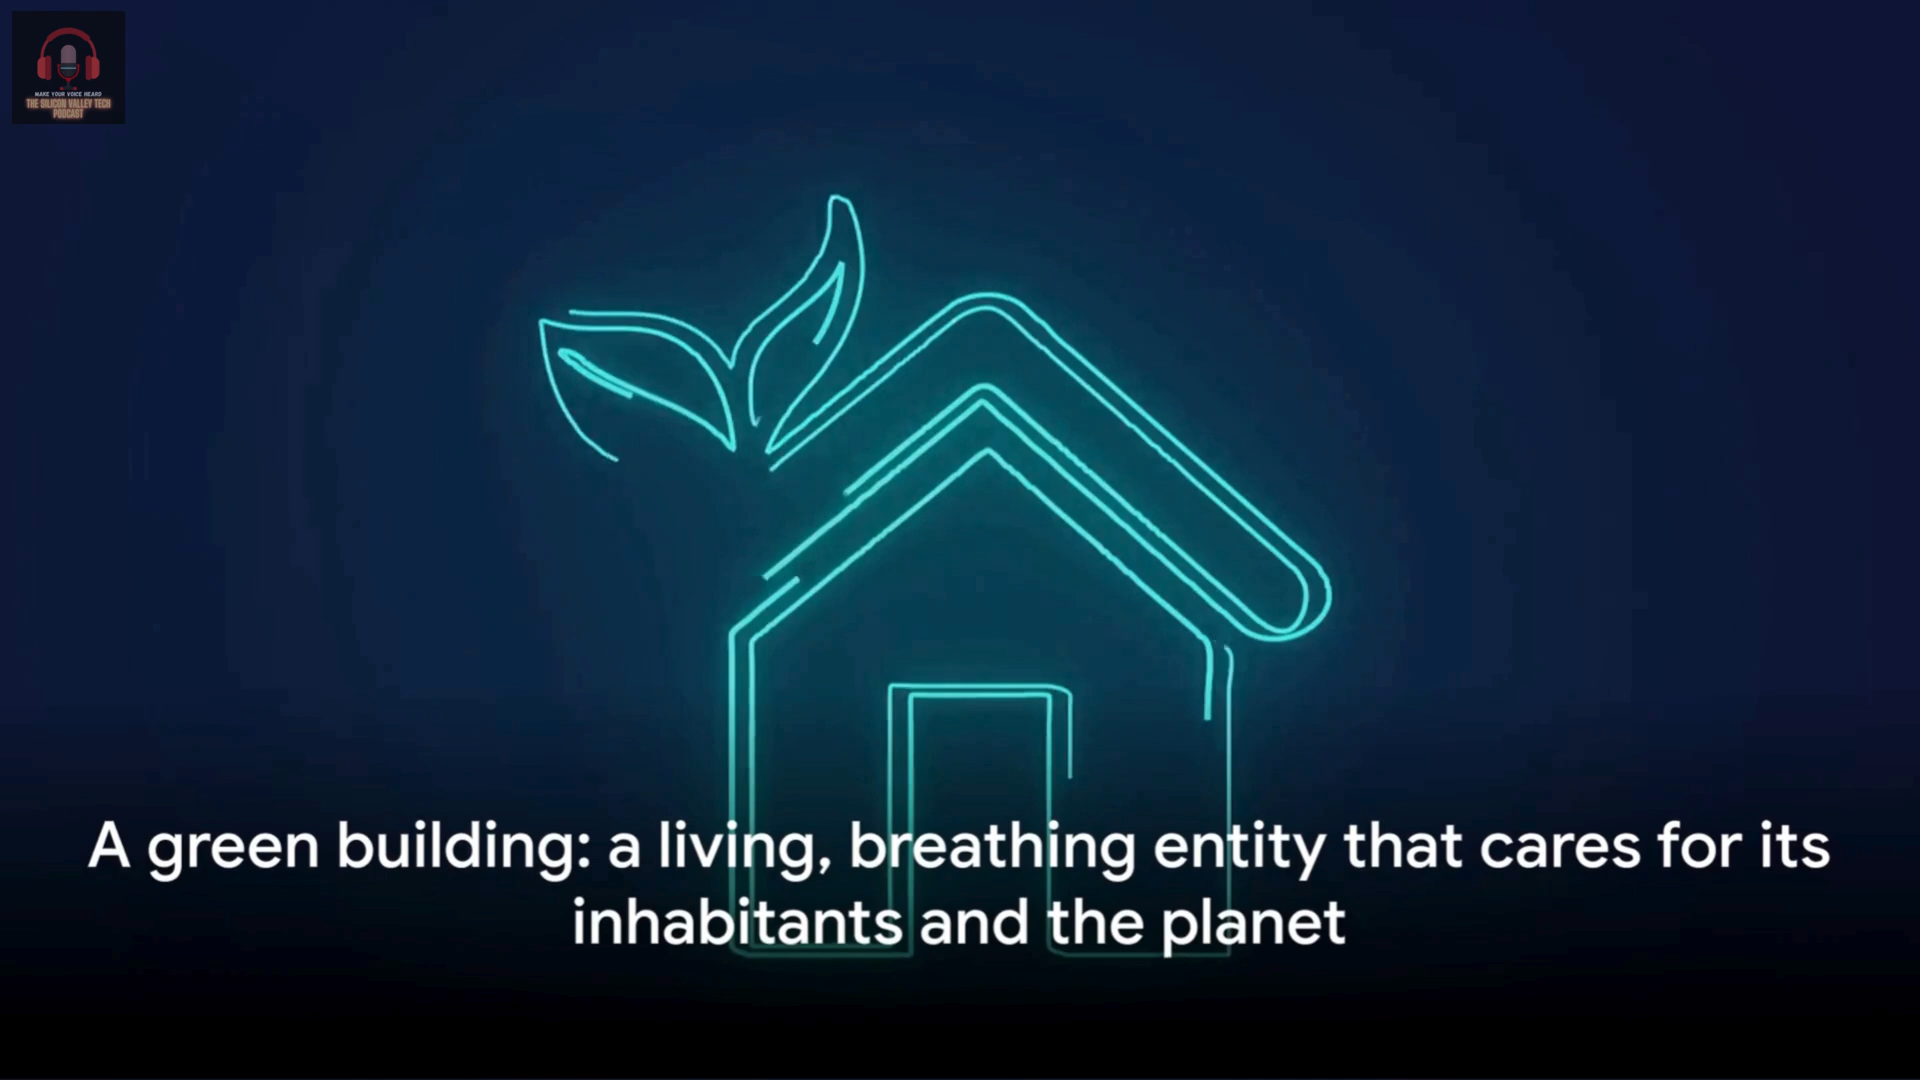 MAKE YOUR VOICE HEARD
THE SILICON VALLEY TECH
PODCAST
A green building: a living, breathing entity that cares for its
inhabitants and the planet